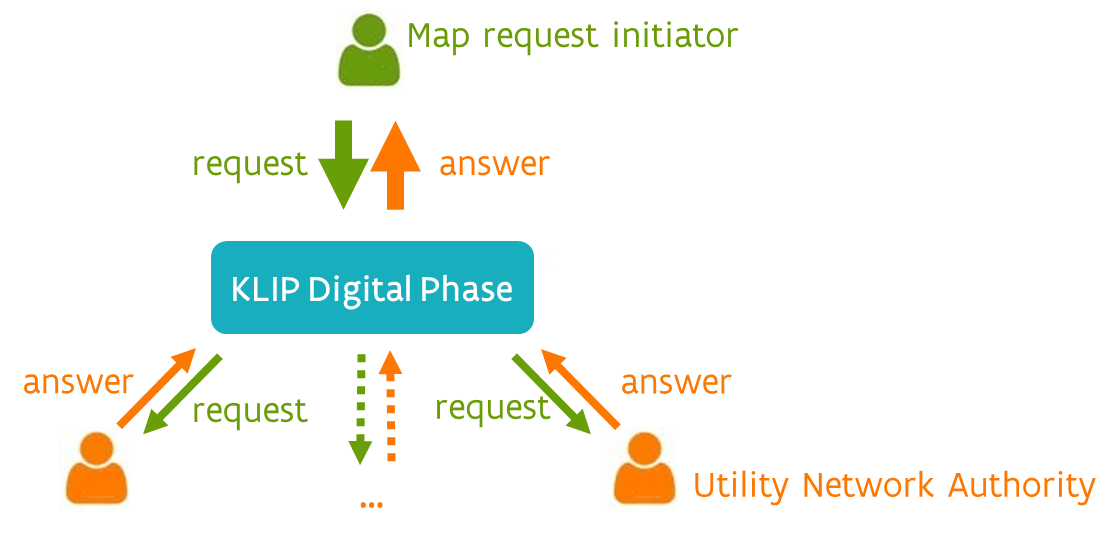 Map request initiator
request
answer
KLIP Digital Phase
answer
answer
request
request
Utility Network Authority
...